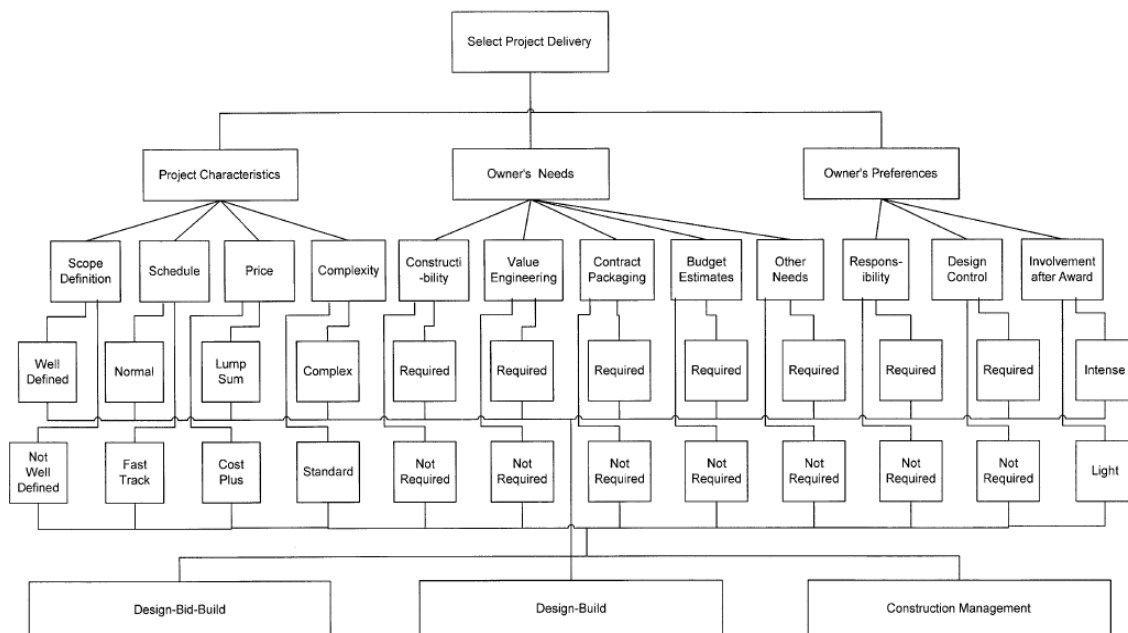 Select Project Delivery
Project Characteristics
Owner's Needs
Owner's Preferences
Scope
Definition
Schedule
Price
Complexity
Constructi
-bility
Value
Engineering
Contract
Packaging
Budget
Estimates
Other
Needs
Respons-
ibility
Design
Control
Involvement
after Award
Well
Defined
Normal
Lump
Sum
Complex
Required
Required
Required
Required
Required
Required
Required
Intense
Not
Well
Defined
Fast
Track
Cost
Plus
Standard
Not
Required
Not
Required
Not
Required
Not
Required
Not
Required
Not
Required
Not
Required
Light
Design-Bid-Build
Design-Build
Construction Management